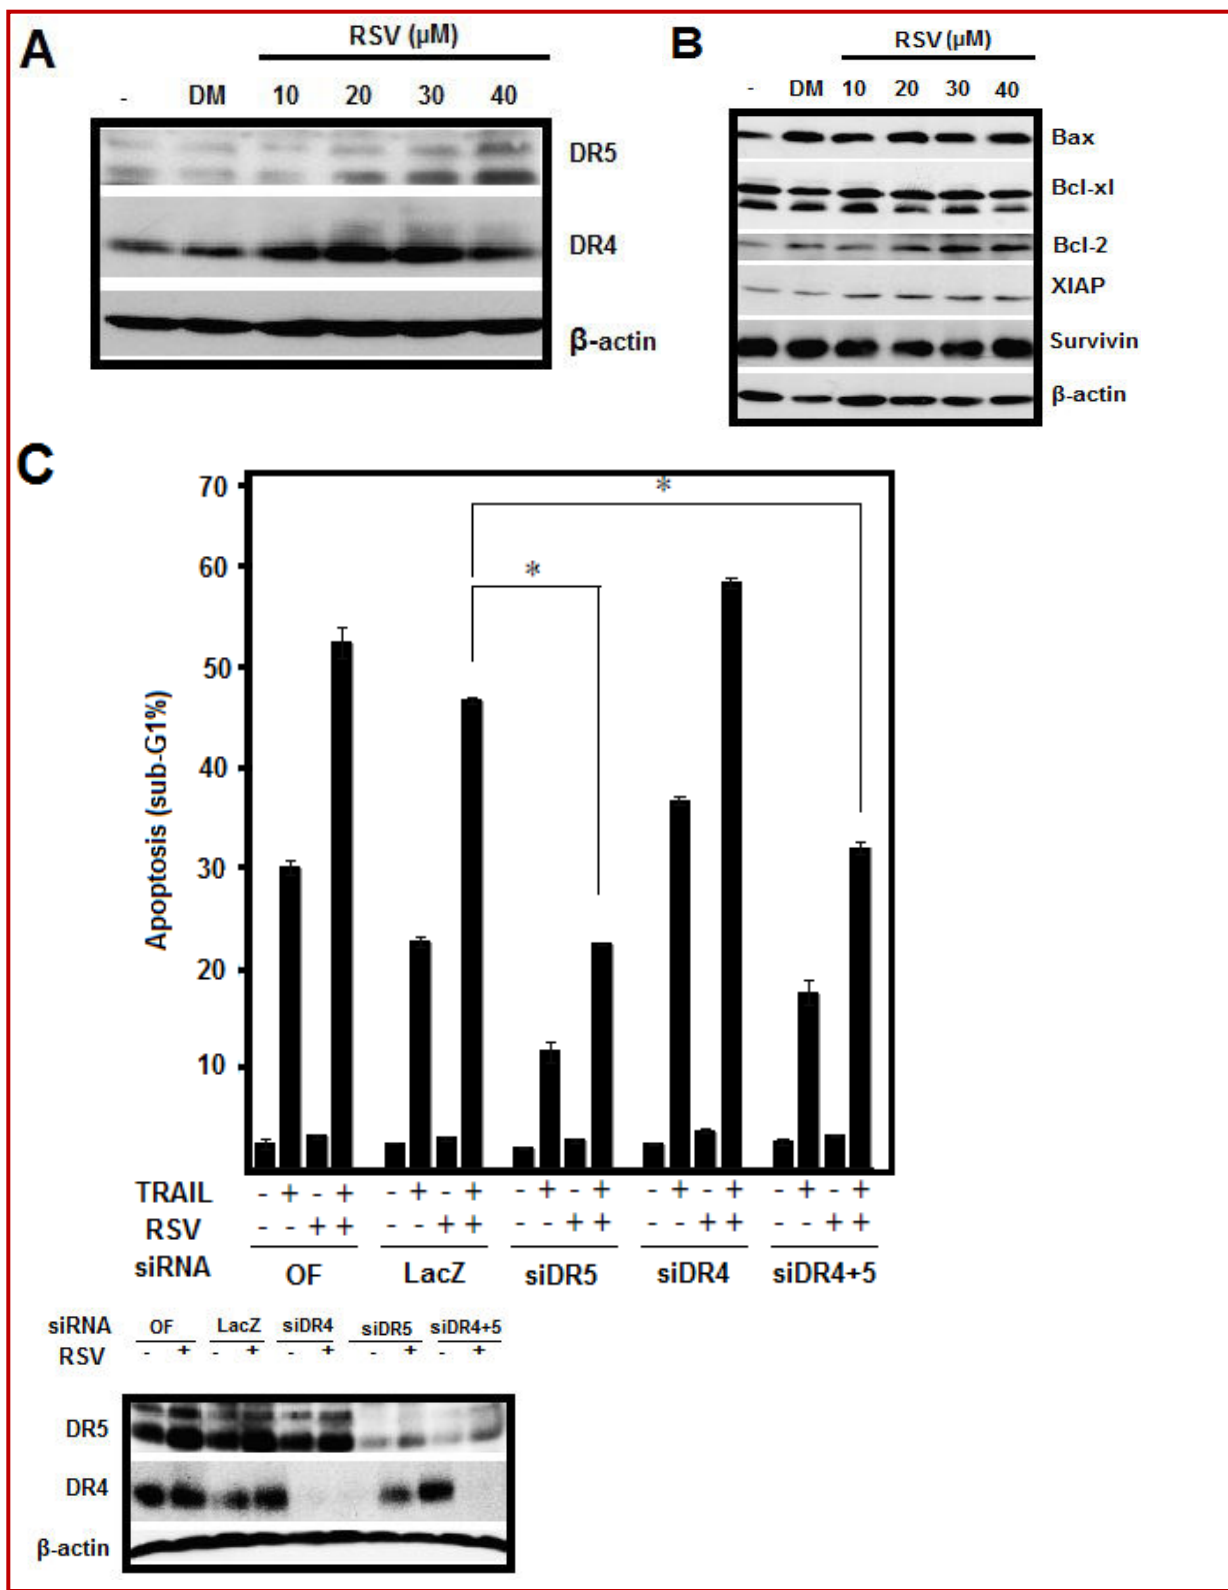 A
RSV (µM)
- DM 10 20 30 40
DR5
DR4
β-actin
B
RSV (µM)
- DM 10 20 30 40
Bax
Bcl-xl
Bcl-2
XIAP
Survivin
β-actin
C
Apoptosis (sub-G1%)
70
60
50
40
30
20
10
*
*
TRAIL - + - + - + - + - + - + - + - + - + - +
RSV - - + + - - + + - - + + - - + + - - + +
siRNA OF LacZ siDR5 siDR4 siDR4+5
siRNA OF LacZ siDR4 siDR5 siDR4+5
RSV - + - + - + - + - +
DR5
DR4
β-actin